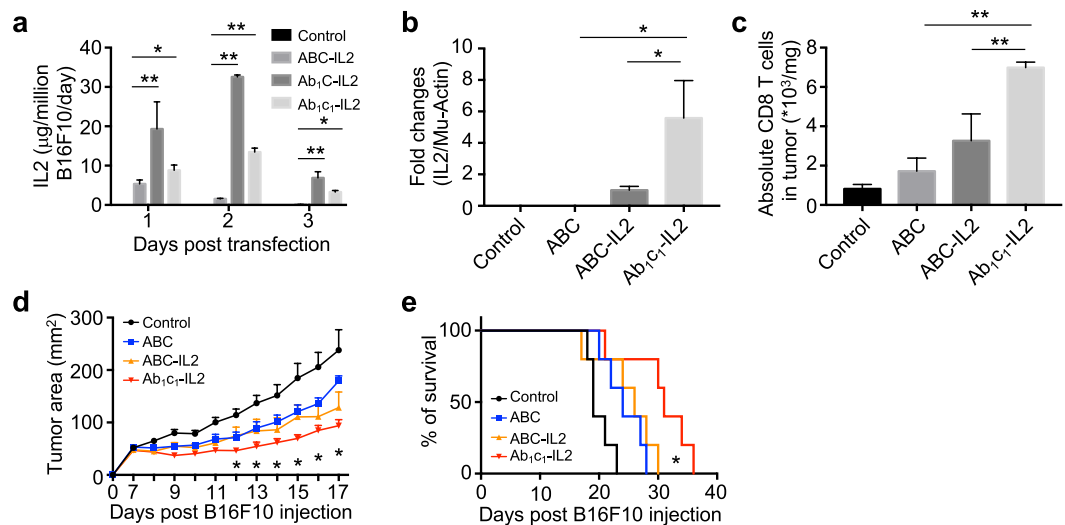 a
IL2 (µg/million
B16F10/day)
40
30
20
10
0
** 
* 
** 
** 
** 
* 
** 
Control
ABC-IL2
Ab₁C-IL2
Ab₁c₁-IL2
1 2 3
Days post transfection
b
Fold changes
(IL2/Mu-Actin)
10
8
6
4
2
0
*
*
Control ABC ABC-IL2 Ab₁c₁-IL2
c
Absolute CD8 T cells
in tumor (*10³/mg)
8
6
4
2
0
**
**
Control ABC ABC-IL2 Ab₁c₁-IL2
d
Tumor area (mm²)
300
200
100
0
Control
ABC
ABC-IL2
Ab₁c₁-IL2
* * * * * *
0 7 9 11 13 15 17
Days post B16F10 injection
e
% of survival
100
50
0
Control
ABC
ABC-IL2
Ab₁c₁-IL2
*
0 10 20 30 40
Days post B16F10 injection